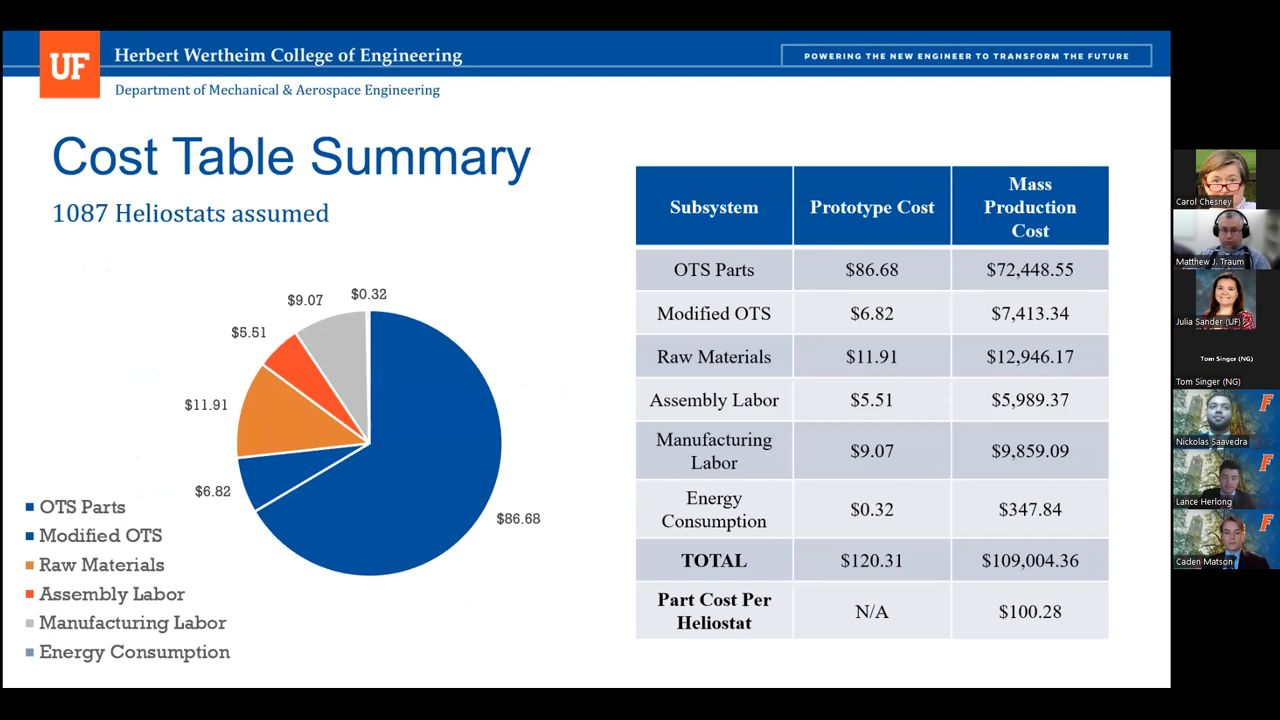 UF
Herbert Wertheim College of Engineering
POWERING THE NEW ENGINEER TO TRANSFORM THE FUTURE
Department of Mechanical & Aerospace Engineering
Cost Table Summary
1087 Heliostats assumed
$0.32
$9.07
$5.51
$11.91
$6.82
$86.68
OTS Parts
Modified OTS
Raw Materials
Assembly Labor
Manufacturing Labor
Energy Consumption
Subsystem Prototype Cost Mass
Production
Cost
OTS Parts $86.68 $72,448.55
Modified OTS $6.82 $7,413.34
Raw Materials $11.91 $12,946.17
Assembly Labor $5.51 $5,989.37
Manufacturing
Labor $9.07 $9,859.09
Energy
Consumption $0.32 $347.84
TOTAL $120.31 $109,004.36
Part Cost Per
Heliostat N/A $100.28
Carol Chesney
Matthew J. Traum
Julia Sander (UF)
Tom Singer (NG)
Tom Singer (NG)
F
Nickolas Saavedra
F
Lance Herlong
F
Caden Matson